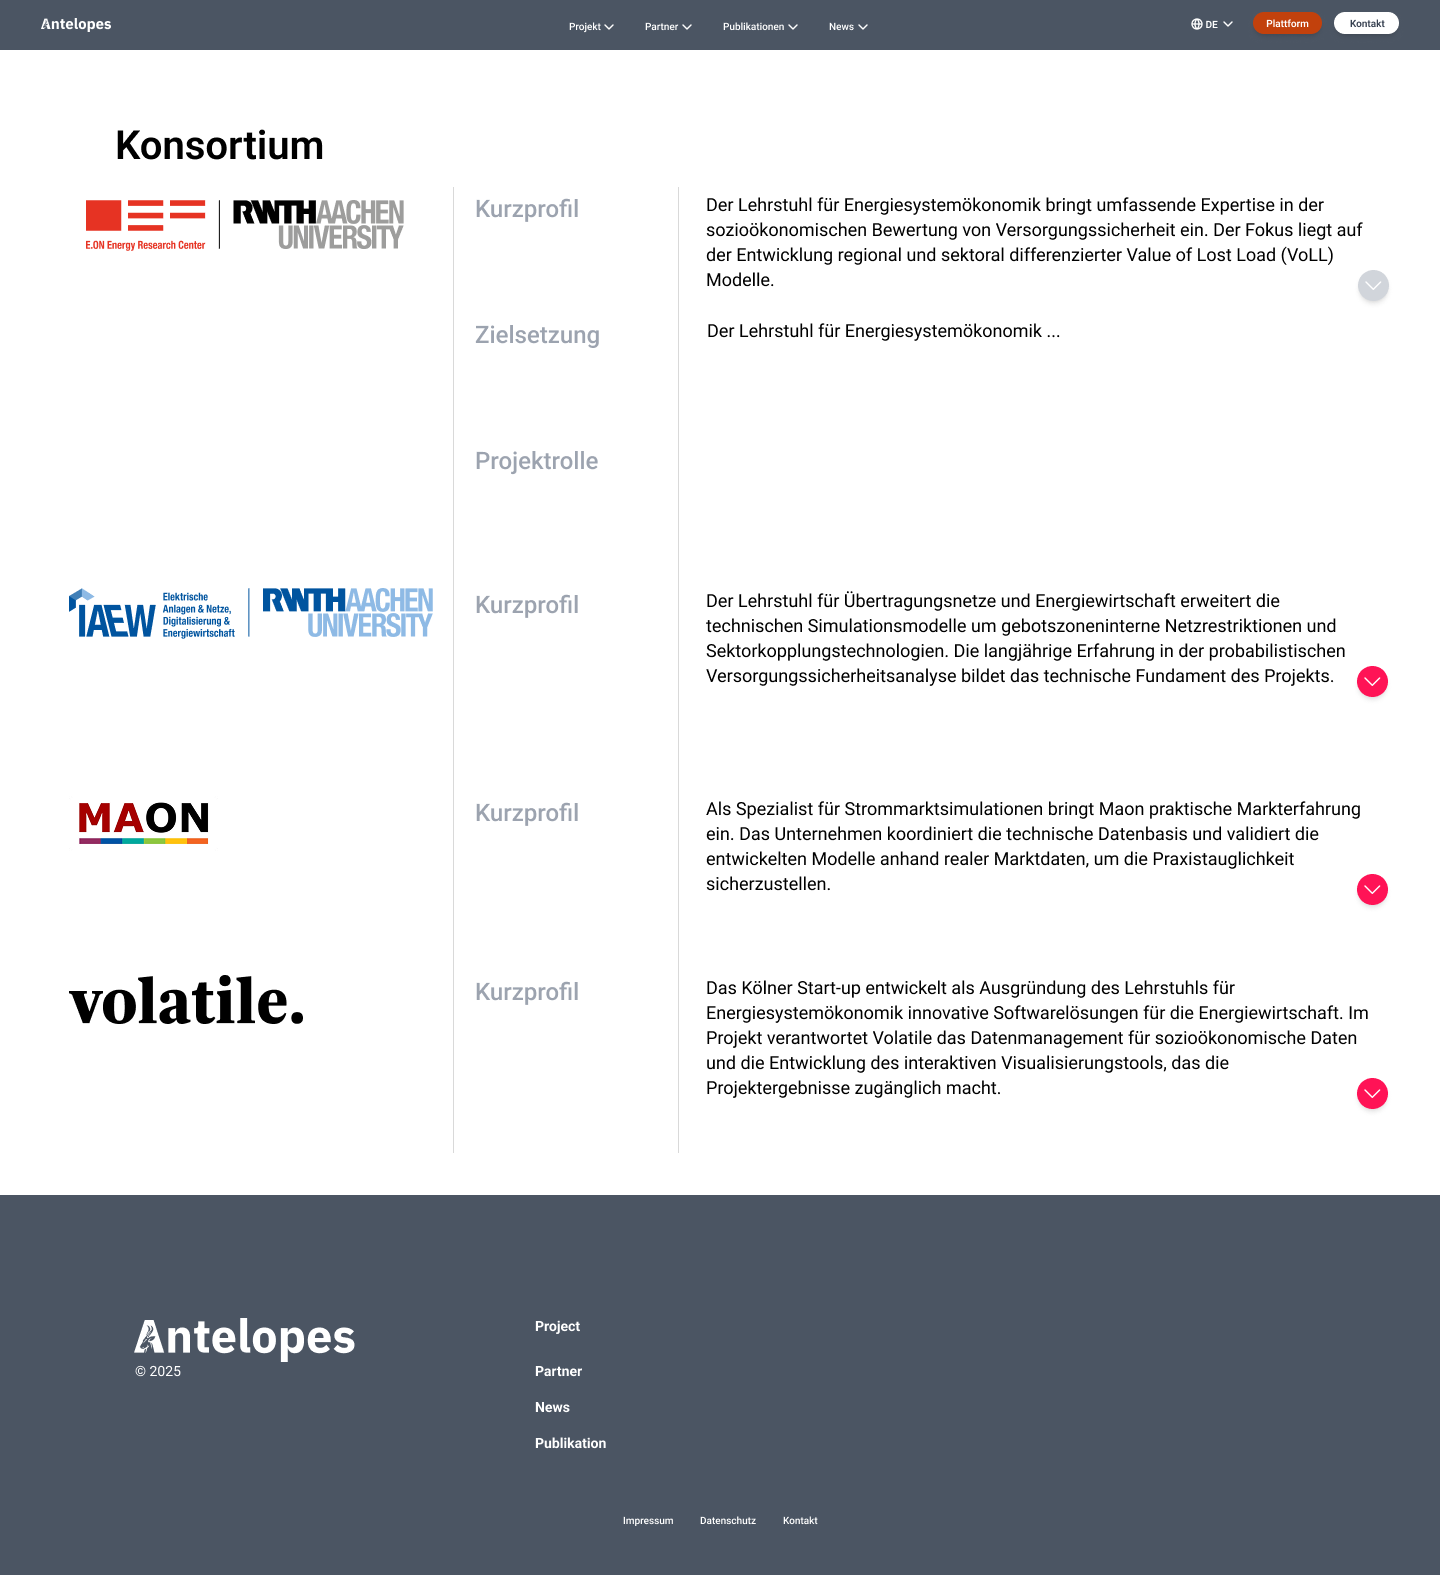 Antelopes
Projekt
Partner
Publikationen
News
DE
Plattform
Kontakt
Konsortium
E.ON Energy Research Center
RWTH AACHEN
UNIVERSITY
Kurzprofil
Der Lehrstuhl für Energiesystemökonomik bringt umfassende Expertise in der
sozioökonomischen Bewertung von Versorgungssicherheit ein. Der Fokus liegt auf
der Entwicklung regional und sektoral differenzierter Value of Lost Load (VoLL)
Modelle.
Zielsetzung
Der Lehrstuhl für Energiesystemökonomik ...
Projektrolle
IAEW
Elektrische
Anlagen & Netze,
Digitalisierung &
Energiewirtschaft
RWTH AACHEN
UNIVERSITY
Kurzprofil
Der Lehrstuhl für Übertragungsnetze und Energiewirtschaft erweitert die
technischen Simulationsmodelle um gebotszoneninterne Netzrestriktionen und
Sektorkopplungstechnologien. Die langjährige Erfahrung in der probabilistischen
Versorgungssicherheitsanalyse bildet das technische Fundament des Projekts.
MAON
Kurzprofil
Als Spezialist für Strommarktsimulationen bringt Maon praktische Markterfahrung
ein. Das Unternehmen koordiniert die technische Datenbasis und validiert die
entwickelten Modelle anhand realer Marktdaten, um die Praxistauglichkeit
sicherzustellen.
volatile.
Kurzprofil
Das Kölner Start-up entwickelt als Ausgründung des Lehrstuhls für
Energiesystemökonomik innovative Softwarelösungen für die Energiewirtschaft. Im
Projekt verantwortet Volatile das Datenmanagement für sozioökonomische Daten
und die Entwicklung des interaktiven Visualisierungstools, das die
Projektergebnisse zugänglich macht.
Antelopes
© 2025
Project
Partner
News
Publikation
Impressum
Datenschutz
Kontakt